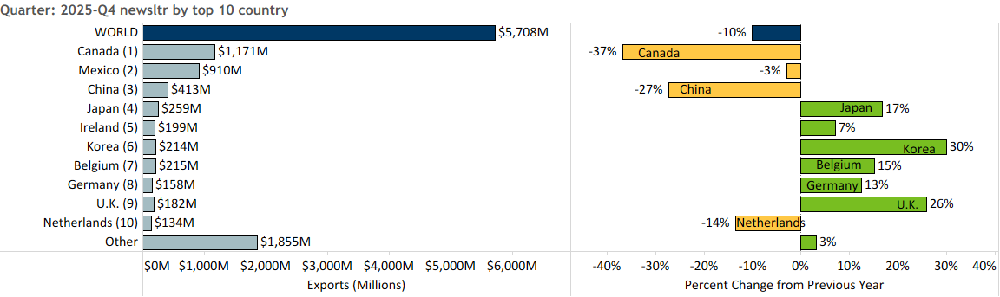 Quarter: 2025-Q4 newsltr by top 10 country
WORLD $5,708M -10%
Canada (1) $1,171M -37% Canada
Mexico (2) $910M -3%
China (3) $413M -27% China
Japan (4) $259M Japan 17%
Ireland (5) $199M 7%
Korea (6) $214M Korea 30%
Belgium (7) $215M Belgium 15%
Germany (8) $158M Germany 13%
U.K. (9) $182M U.K. 26%
Netherlands (10) $134M -14% Netherlands
Other $1,855M 3%
$0M $1,000M $2,000M $3,000M $4,000M $5,000M $6,000M -40% -30% -20% -10% 0% 10% 20% 30% 40%
Exports (Millions) Percent Change from Previous Year